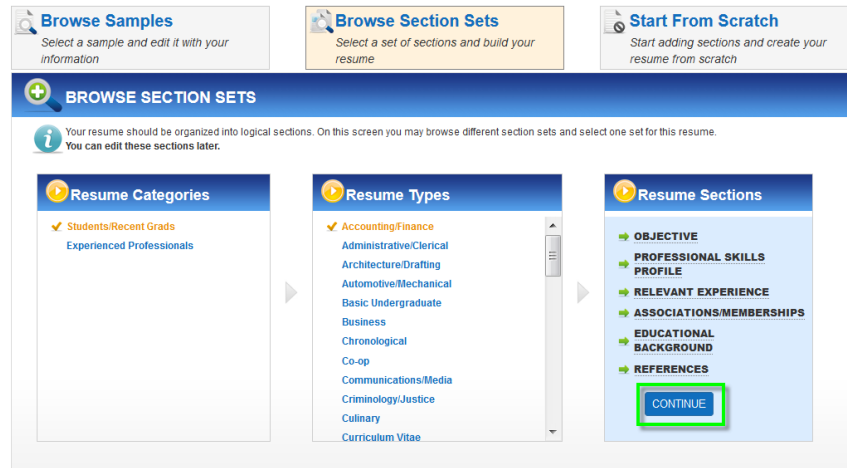 Browse Samples
Select a sample and edit it with your
information
Browse Section Sets
Select a set of sections and build your
resume
Start From Scratch
Start adding sections and create your
resume from scratch
BROWSE SECTION SETS
Your resume should be organized into logical sections. On this screen you may browse different section sets and select one set for this resume.
You can edit these sections later.
Resume Categories
Students/Recent Grads
Experienced Professionals
Resume Types
Accounting/Finance
Administrative/Clerical
Architecture/Drafting
Automotive/Mechanical
Basic Undergraduate
Business
Chronological
Co-op
Communications/Media
Criminology/Justice
Culinary
Curriculum Vitae
Resume Sections
OBJECTIVE
PROFESSIONAL SKILLS
PROFILE
RELEVANT EXPERIENCE
ASSOCIATIONS/MEMBERSHIPS
EDUCATIONAL
BACKGROUND
REFERENCES
CONTINUE